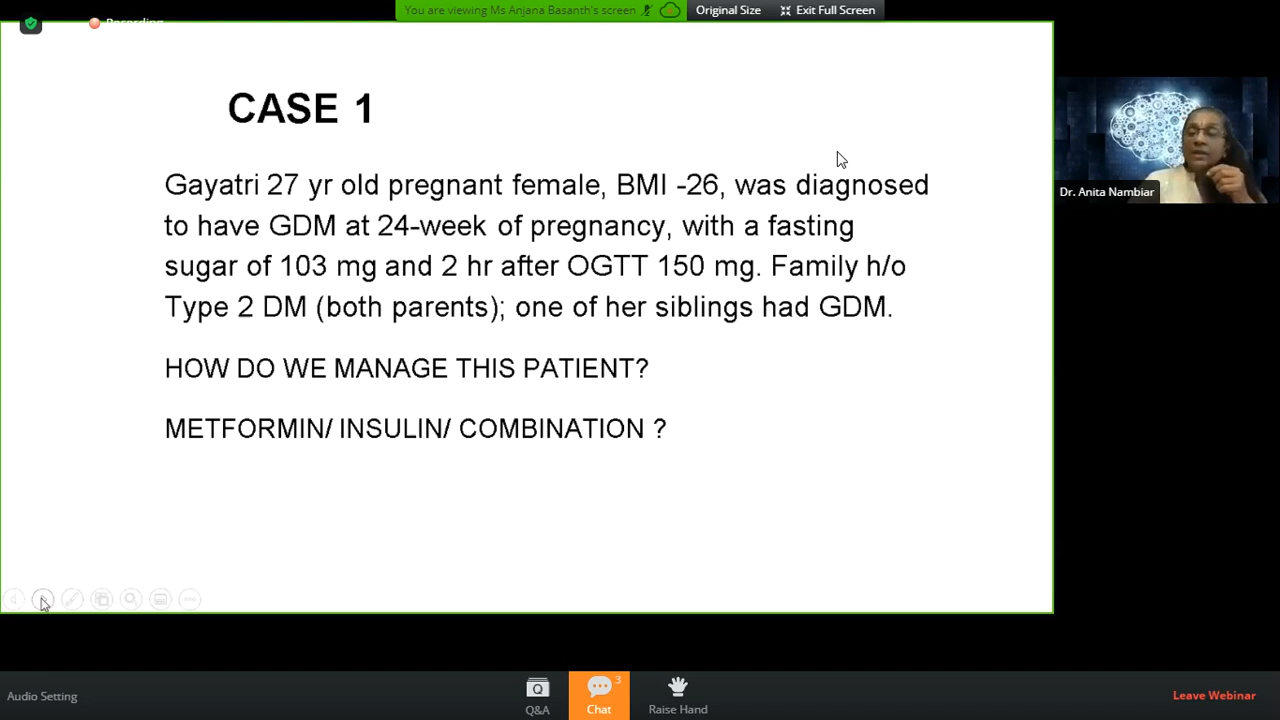 You are viewing Ms Anjana Basanth's screen
Original Size
Exit Full Screen
Recording
CASE 1
Gayatri 27 yr old pregnant female, BMI -26, was diagnosed
to have GDM at 24-week of pregnancy, with a fasting
sugar of 103 mg and 2 hr after OGTT 150 mg. Family h/o
Type 2 DM (both parents); one of her siblings had GDM.
HOW DO WE MANAGE THIS PATIENT?
METFORMIN/ INSULIN/ COMBINATION ?
Dr. Anita Nambiar
Audio Setting
Q
Q&A
3
Chat
Raise Hand
Leave Webinar